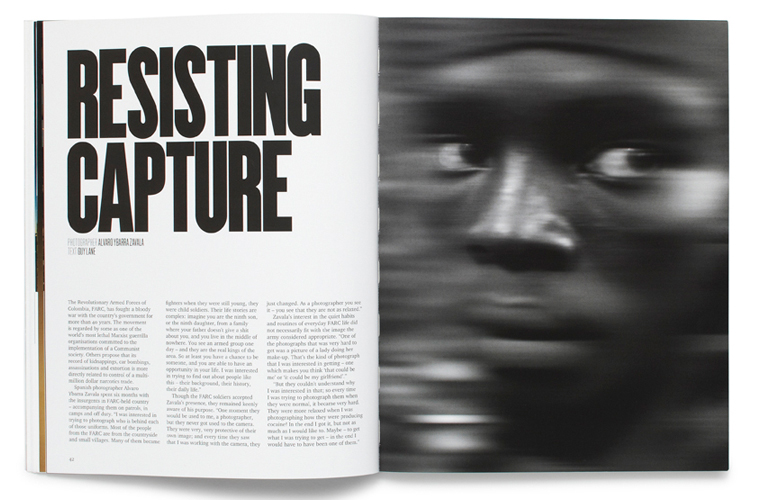 RESISTING
CAPTURE
PHOTOGRAPHER ALVARO YBARRA ZAVALA
TEXT GUY LANE
The Revolutionary Armed Forces of
Colombia, FARC, has fought a bloody
war with the country's government for
more than 40 years. The movement
is regarded by some as one of the
world's most lethal Marxist guerrilla
organisations committed to the
implementation of a Communist
society. Others propose that its
record of kidnappings, car bombings,
assassinations and extortion is more
directly related to control of a multi-
million dollar narcotics trade.
Spanish photographer Alvaro
Ybarra Zavala spent six months with
the insurgents in FARC-held country
– accompanying them on patrols, in
camps and off duty. "I was interested in
trying to photograph who is behind each
of these uniforms. Most of the people
from the FARC are from the countryside
and small villages. Many of them become
fighters when they were still young, they
were child soldiers. Their life stories are
complex: imagine you are the ninth son,
or the ninth daughter, from a family
where your father doesn't give a shit
about you, and you live in the middle of
nowhere. You see an armed group one
day – and they are the real kings of the
area. So at least you have a chance to be
someone, and you are able to have an
opportunity in your life. I was interested
in trying to find out about people like
this – their background, their history,
their daily life."
Though the FARC soldiers accepted
Zavala's presence, they remained keenly
aware of his purpose. "One moment they
would be used to me, a photographer,
but they never got used to the camera.
They were very, very protective of their
own image; and every time they saw
that I was working with the camera, they
just changed. As a photographer you see
it – you see that they are not as relaxed."
Zavala's interest in the quiet habits
and routines of everyday FARC life did
not necessarily fit with the image the
army considered appropriate. "One of
the photographs that was very hard to
get was a picture of a lady doing her
make-up. That's the kind of photograph
that I was interested in getting – one
which makes you think 'that could be
me' or 'it could be my girlfriend'."
"But they couldn't understand why
I was interested in that; so every time
I was trying to photograph them when
they were normal, it became very hard.
They were more relaxed when I was
photographing how they were producing
cocaine! In the end I got it, but not as
much as I would like to. Maybe – to get
what I was trying to get – in the end I
would have to have been one of them."